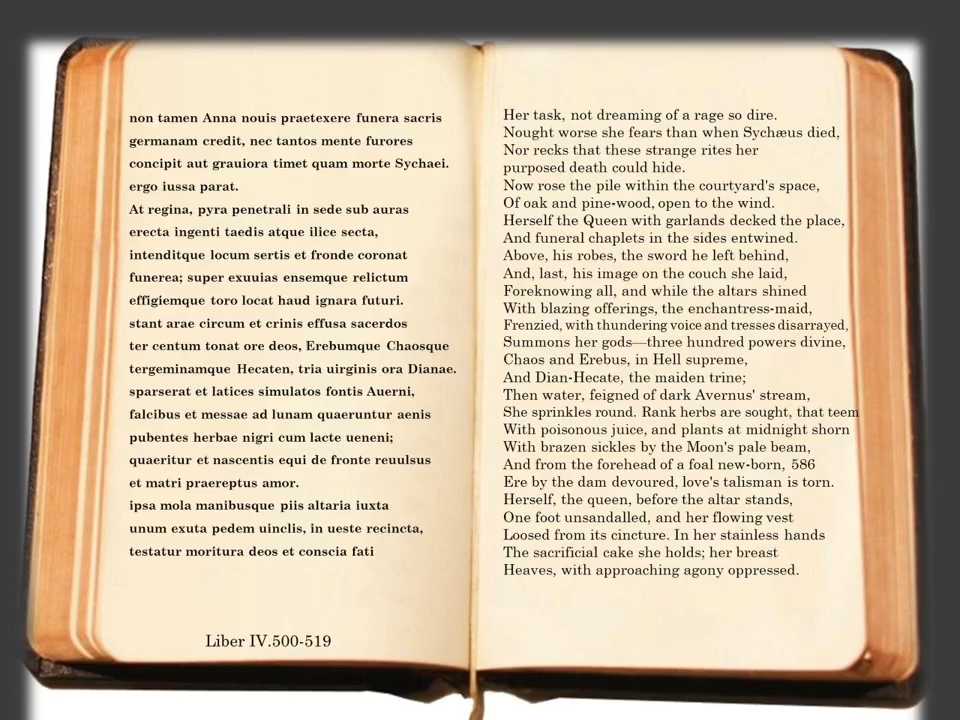 non tamen Anna nouis praetexere funera sacris
germanam credit, nec tantos mente furores
concipit aut grauiora timet quam morte Sychaei.
ergo iussa parat.
At regina, pyra penetrali in sede sub auras
erecta ingenti taedis atque ilice secta,
intenditque locum sertis et fronde coronat
funerea; super exuuias ensemque relictum
effigiemque toro locat haud ignara futuri.
stant arae circum et crinis effusa sacerdos
ter centum tonat ore deos, Erebumque Chaosque
tergeminamque Hecaten, tria uirginis ora Dianae.
sparserat et latices simulatos fontis Auerni,
falcibus et messae ad lunam quaeruntur aenis
pubentes herbae nigri cum lacte ueneni;
quaeritur et nascentis equi de fronte reuulsus
et matri praereptus amor.
ipsa mola manibusque piis altaria iuxta
unum exuta pedem uinclis, in ueste recincta,
testatur moritura deos et conscia fati
Liber IV.500-519
Her task, not dreaming of a rage so dire.
Nought worse she fears than when Sychæus died,
Nor recks that these strange rites her
purposed death could hide.
Now rose the pile within the courtyard's space,
Of oak and pine-wood, open to the wind.
Herself the Queen with garlands decked the place,
And funeral chaplets in the sides entwined.
Above, his robes, the sword he left behind,
And, last, his image on the couch she laid,
Foreknowing all, and while the altars shined
With blazing offerings, the enchantress-maid,
Frenzied, with thundering voice and tresses disarrayed,
Summons her gods—three hundred powers divine,
Chaos and Erebus, in Hell supreme,
And Dian-Hecate, the maiden trine;
Then water, feigned of dark Avernus' stream,
She sprinkles round. Rank herbs are sought, that teem
With poisonous juice, and plants at midnight shorn
With brazen sickles by the Moon's pale beam,
And from the forehead of a foal new-born, 586
Ere by the dam devoured, love's talisman is torn.
Herself, the queen, before the altar stands,
One foot unsandalled, and her flowing vest
Loosed from its cincture. In her stainless hands
The sacrificial cake she holds; her breast
Heaves, with approaching agony oppressed.